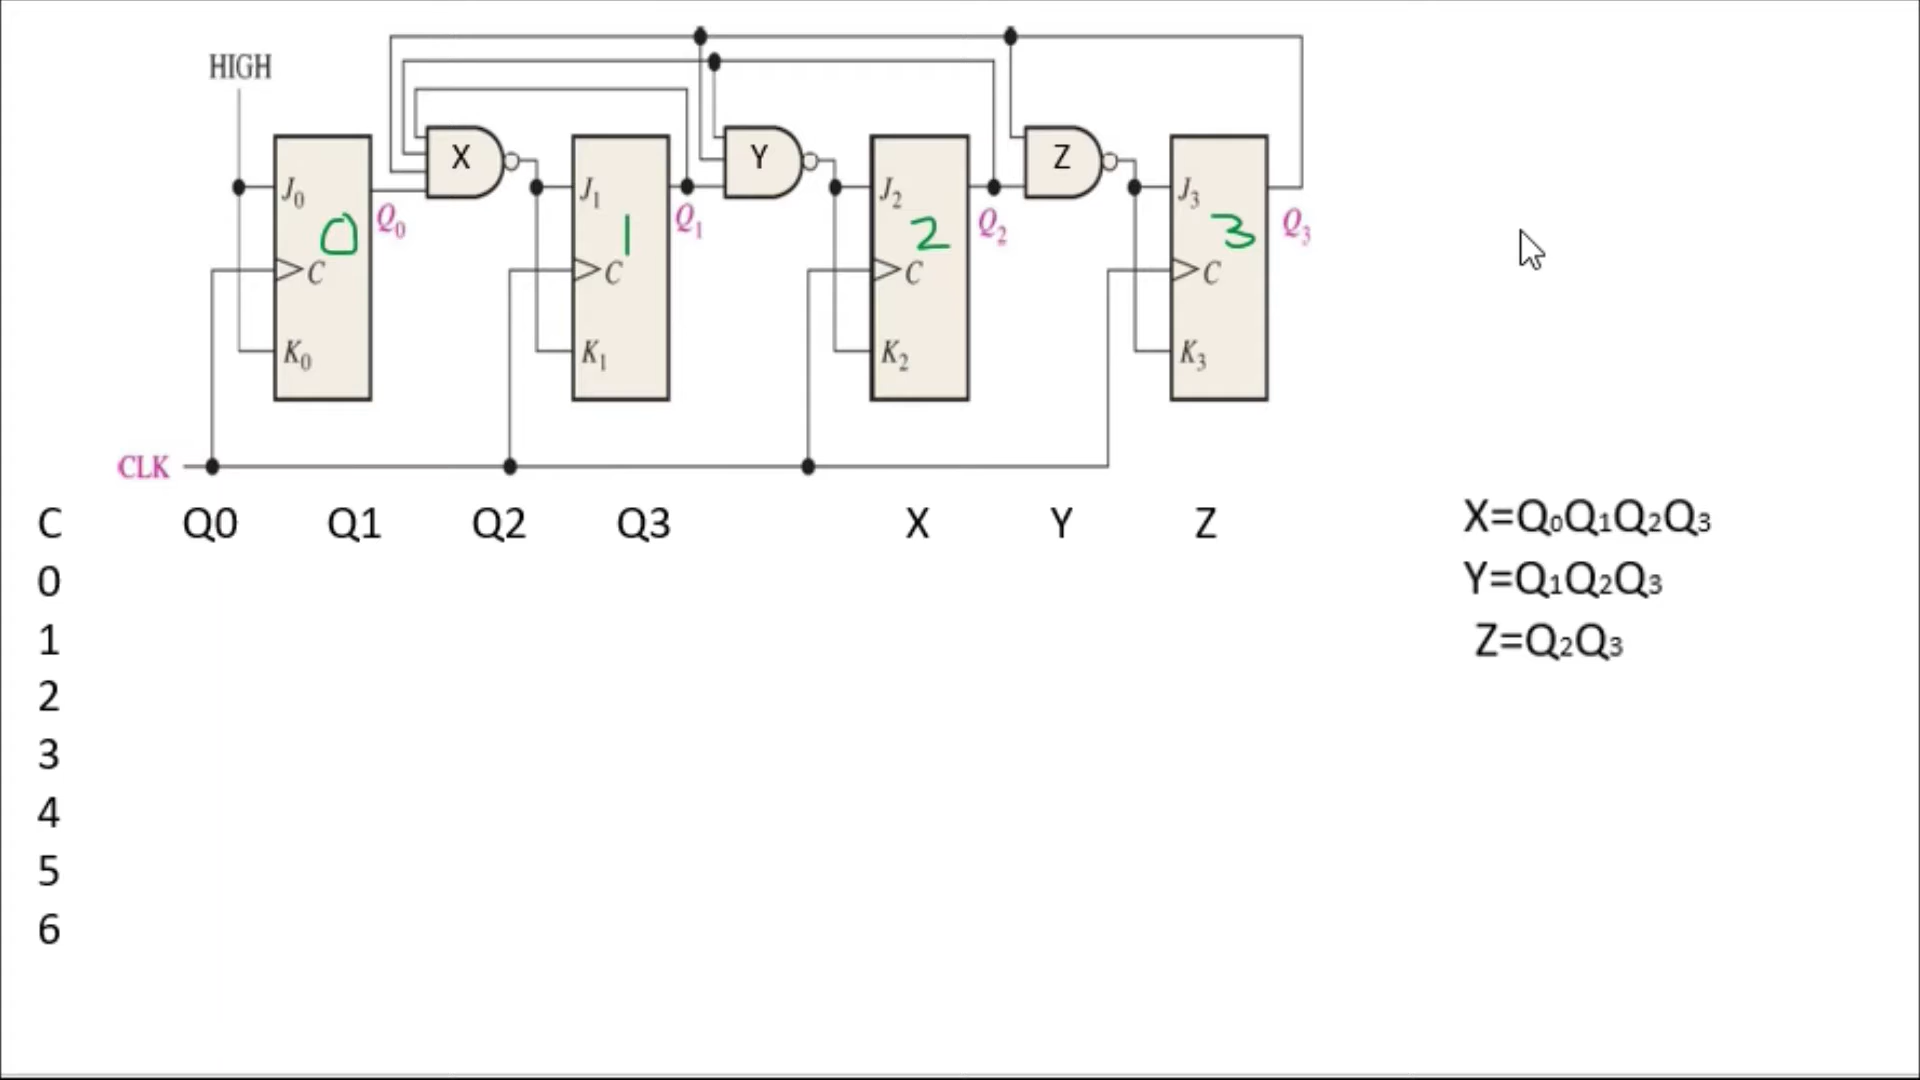 HIGH
X Y Z
J0 J1 J2 J3
Q0 Q1 Q2 Q3
0 1 2 3
C C C C
K0 K1 K2 K3
CLK
C Q0 Q1 Q2 Q3 X Y Z
0
1
2
3
4
5
6
X=Q0Q1Q2Q3
Y=Q1Q2Q3
Z=Q2Q3